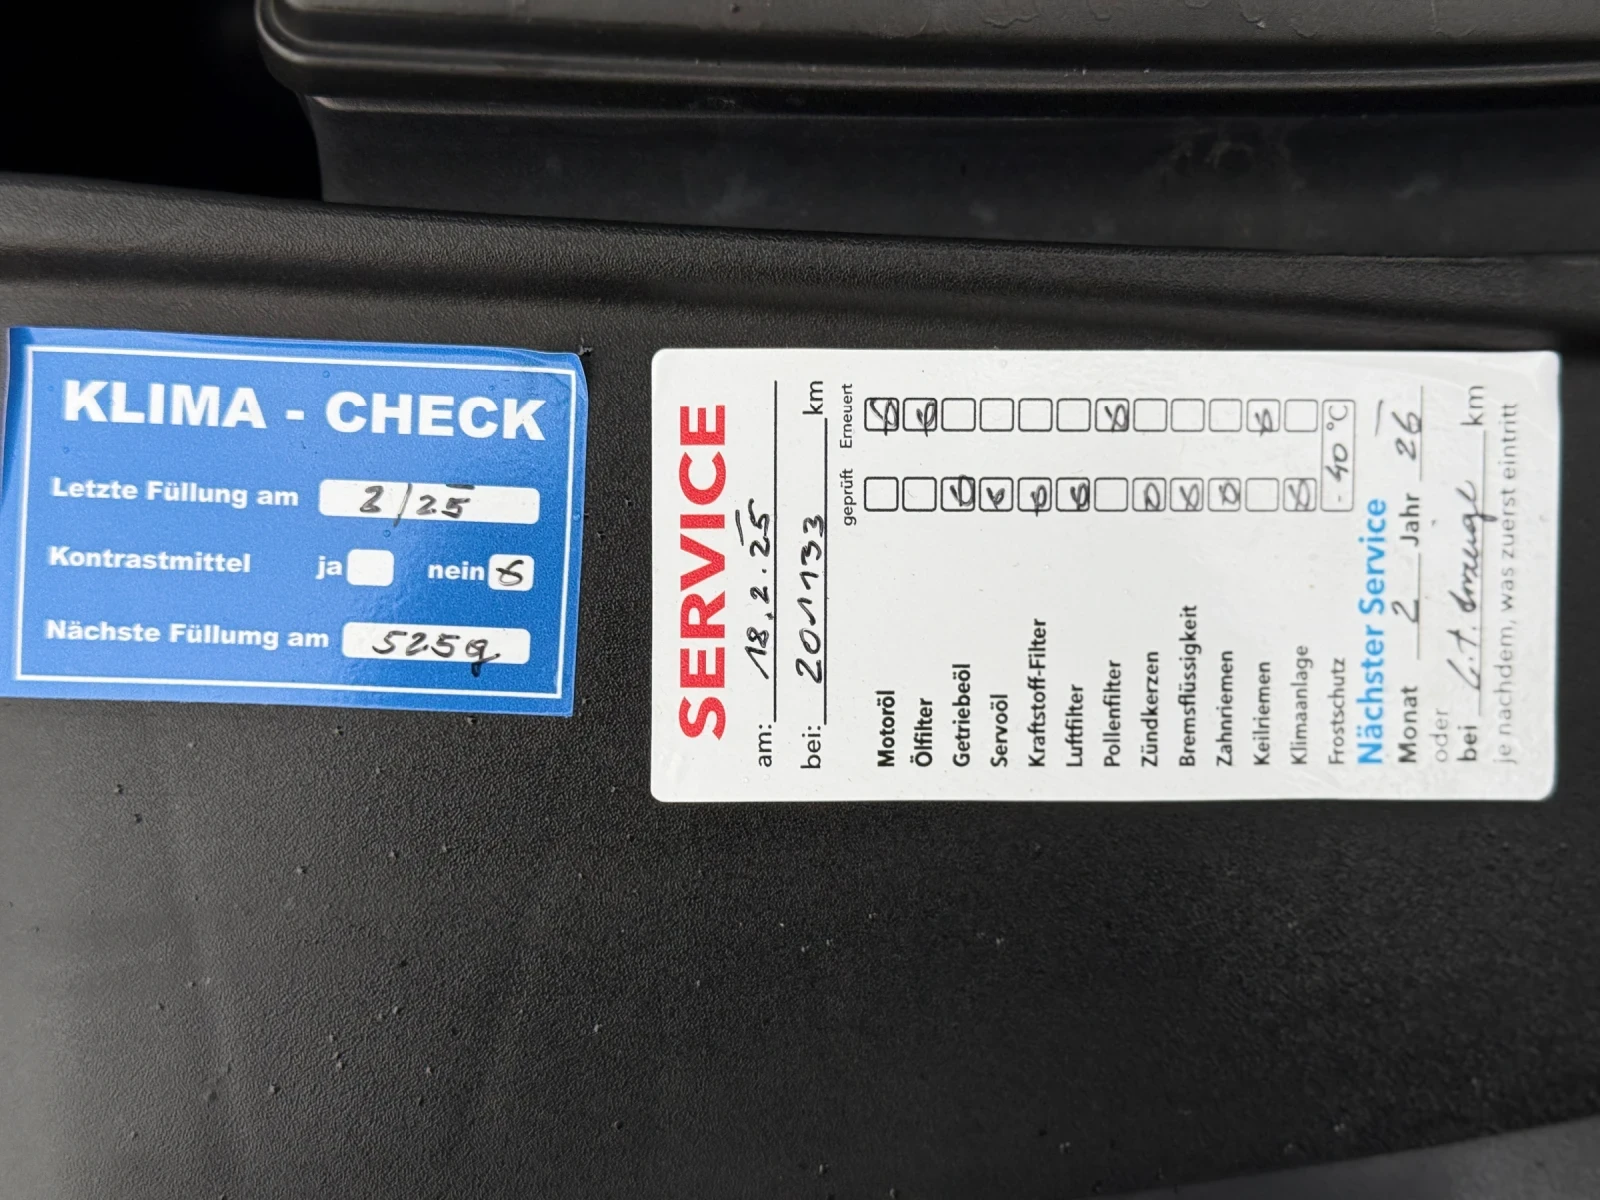 KLIMA - CHECK
Letzte Füllung am 2/25
Kontrastmittel ja nein x
Nächste Füllumg am 525g
SERVICE
am: 18.2.25
bei: 201133 km
geprüft Erneuert
Motoröl
Ölfilter
Getriebeöl
Servoöl
Kraftstoff-Filter
Luftfilter
Pollenfilter
Zündkerzen
Bremsflüssigkeit
Zahnriemen
Keilriemen
Klimaanlage
Frostschutz -40 °C
Nächster Service
Monat 2 Jahr 26
oder
bei km
je nachdem, was zuerst eintritt